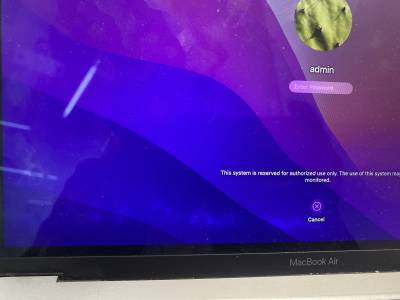 admin
Enter Password
This system is reserved for authorized use only. The use of this system may
monitored.
Cancel
MacBook Air